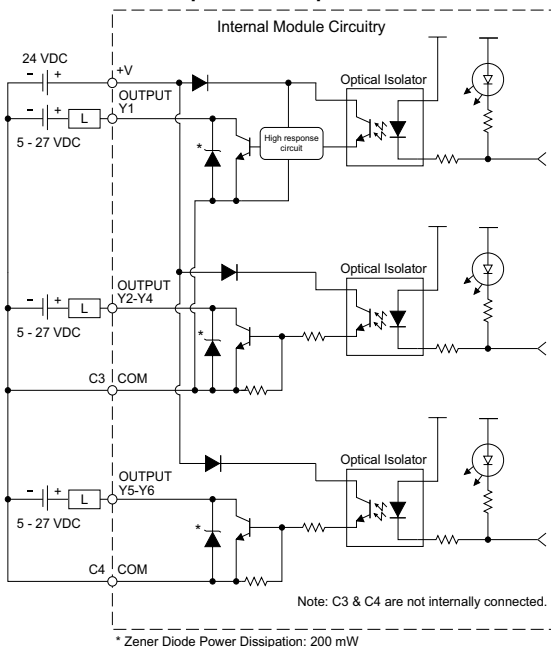 Internal Module Circuitry
24 VDC
- +
+V
Optical Isolator
OUTPUT
Y1
- +
L
5 - 27 VDC
*
High response
circuit
Optical Isolator
OUTPUT
Y2-Y4
- +
L
5 - 27 VDC
*
C3 COM
Optical Isolator
OUTPUT
Y5-Y6
- +
L
5 - 27 VDC
*
C4 COM
Note: C3 & C4 are not internally connected.
* Zener Diode Power Dissipation: 200 mW